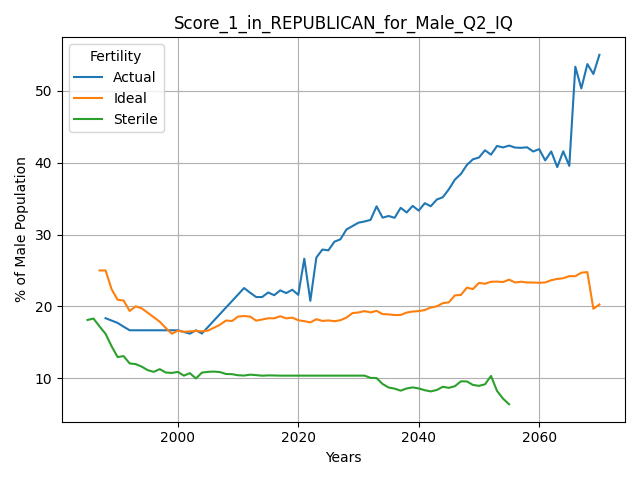 Score_1_in_REPUBLICAN_for_Male_Q2_IQ
Fertility
Actual
Ideal
Sterile
% of Male Population
50
40
30
20
10
2000
2020
2040
2060
Years